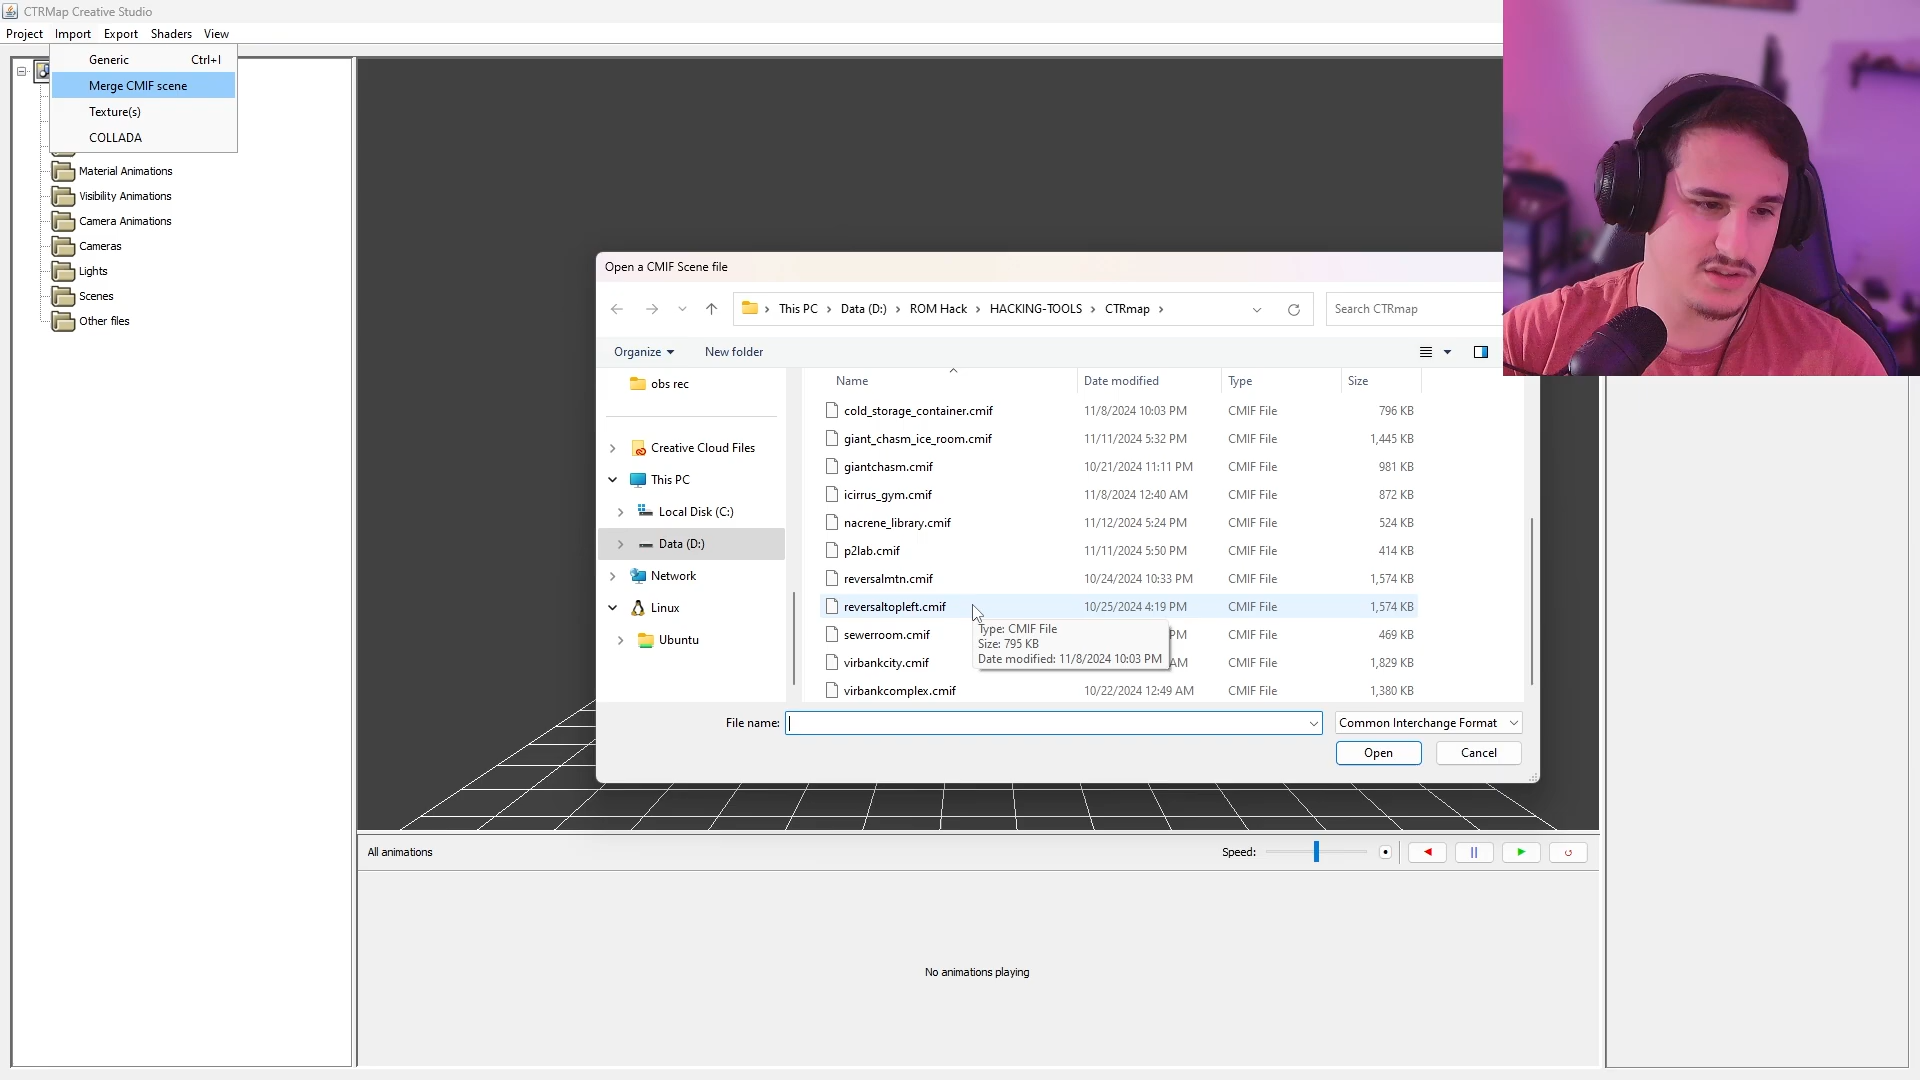 CTRMap Creative Studio
Project Import Export Shaders View
Generic Ctrl+I
Merge CMIF scene
Texture(s)
COLLADA
Material Animations
Visibility Animations
Camera Animations
Cameras
Lights
Scenes
Other files
Open a CMIF Scene file
This PC Data (D:) ROM Hack HACKING-TOOLS CTRmap
Search CTRmap
Organize New folder
obs rec
Creative Cloud Files
This PC
Local Disk (C:)
Data (D:)
Network
Linux
Ubuntu
Name Date modified Type Size
cold_storage_container.cmif 11/8/2024 10:03 PM CMIF File 796 KB
giant_chasm_ice_room.cmif 11/11/2024 5:32 PM CMIF File 1,445 KB
giantchasm.cmif 10/21/2024 11:11 PM CMIF File 981 KB
icirrus_gym.cmif 11/8/2024 12:40 AM CMIF File 872 KB
nacrene_library.cmif 11/12/2024 5:24 PM CMIF File 524 KB
p2lab.cmif 11/11/2024 5:50 PM CMIF File 414 KB
reversalmtn.cmif 10/24/2024 10:33 PM CMIF File 1,574 KB
reversaltopleft.cmif 10/25/2024 4:19 PM CMIF File 1,574 KB
sewerroom.cmif PM CMIF File 469 KB
virbankcity.cmif AM CMIF File 1,829 KB
virbankcomplex.cmif 10/22/2024 12:49 AM CMIF File 1,380 KB
Type: CMIF File
Size: 795 KB
Date modified: 11/8/2024 10:03 PM
File name: Common Interchange Format
Open Cancel
All animations Speed:
No animations playing